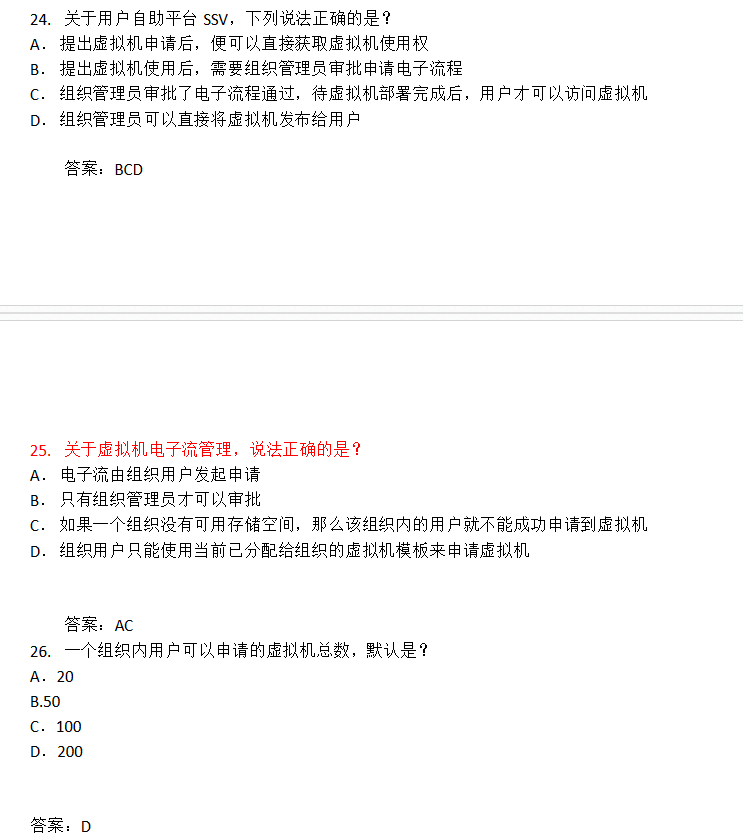 24. 关于用户自助平台 SSV，下列说法正确的是？
A． 提出虚拟机申请后，便可以直接获取虚拟机使用权
B． 提出虚拟机使用后，需要组织管理员审批申请电子流程
C． 组织管理员审批了电子流程通过，待虚拟机部署完成后，用户才可以访问虚拟机
D． 组织管理员可以直接将虚拟机发布给用户
答案：BCD
25. 关于虚拟机电子流管理，说法正确的是？
A． 电子流由组织用户发起申请
B． 只有组织管理员才可以审批
C． 如果一个组织没有可用存储空间，那么该组织内的用户就不能成功申请到虚拟机
D． 组织用户只能使用当前已分配给组织的虚拟机模板来申请虚拟机
答案：AC
26. 一个组织内用户可以申请的虚拟机总数，默认是？
A．20
B.50
C．100
D．200
答案：D